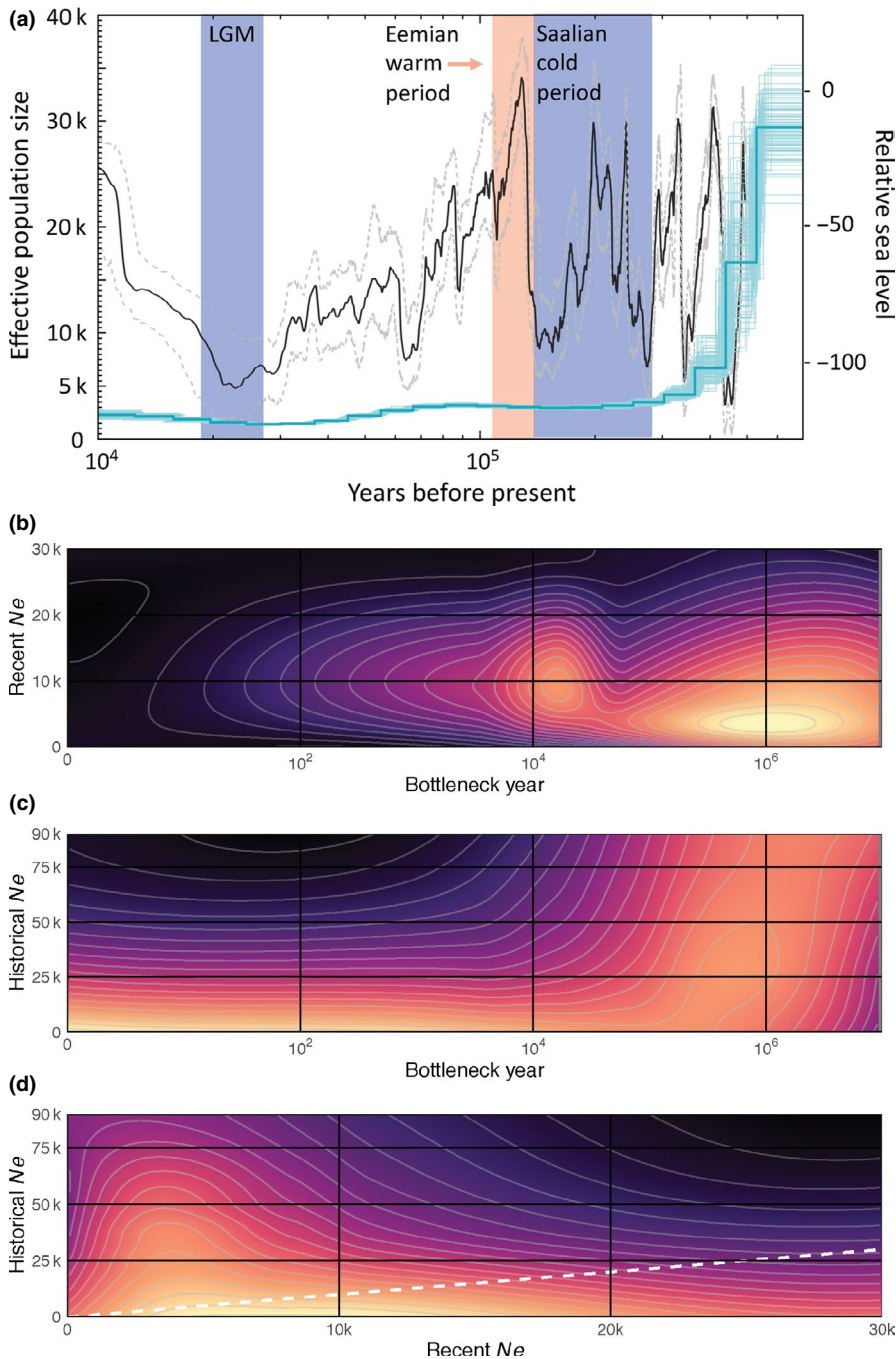 (a)
40 k
30 k
20 k
10 k
5 k
0
Effective population size
LGM
Eemian
warm
period
Saalian
cold
period
0
−50
−100
Relative sea level
10⁴
10⁵
Years before present
(b)
30 k
20 k
10 k
0
Recent Ne
0
10²
10⁴
10⁶
Bottleneck year
(c)
90 k
75 k
50 k
25 k
0
Historical Ne
0
10²
10⁴
10⁶
Bottleneck year
(d)
90 k
75 k
50 k
25 k
0
Historical Ne
0
10k
20k
30k
Recent Ne